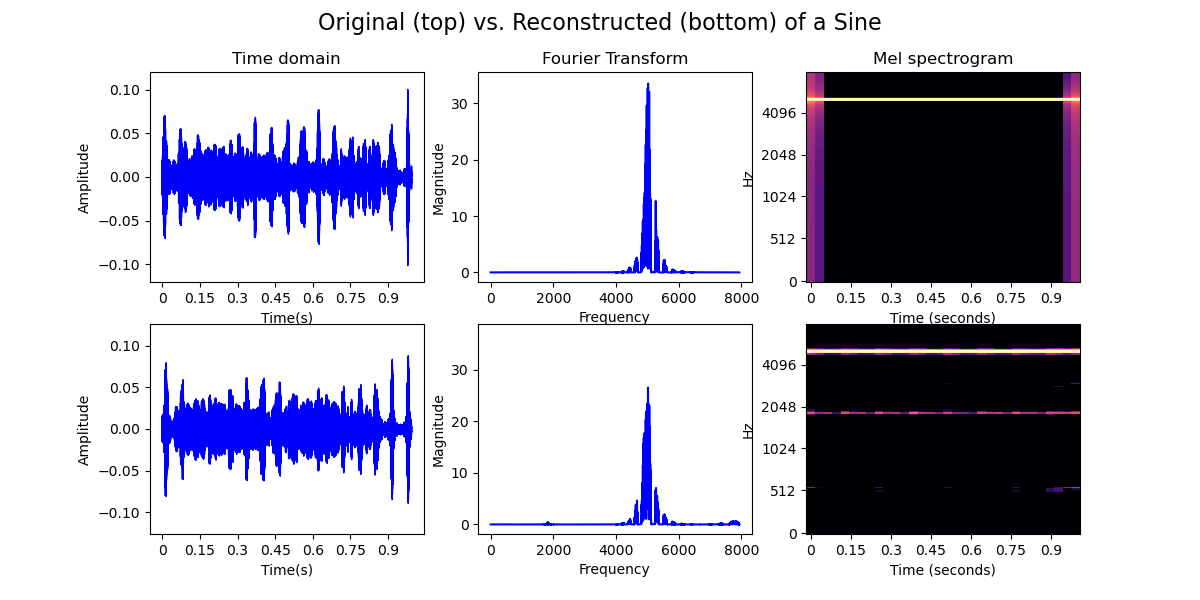 Original (top) vs. Reconstructed (bottom) of a Sine
Time domain
Fourier Transform
Mel spectrogram
Amplitude
0.10
0.05
0.00
−0.05
−0.10
0 0.15 0.3 0.45 0.6 0.75 0.9
Time(s)
Magnitude
30
20
10
0
0 2000 4000 6000 8000
Frequency
Hz
4096
2048
1024
512
0
0 0.15 0.3 0.45 0.6 0.75 0.9
Time (seconds)
Amplitude
0.10
0.05
0.00
−0.05
−0.10
0 0.15 0.3 0.45 0.6 0.75 0.9
Time(s)
Magnitude
30
20
10
0
0 2000 4000 6000 8000
Frequency
Hz
4096
2048
1024
512
0
0 0.15 0.3 0.45 0.6 0.75 0.9
Time (seconds)